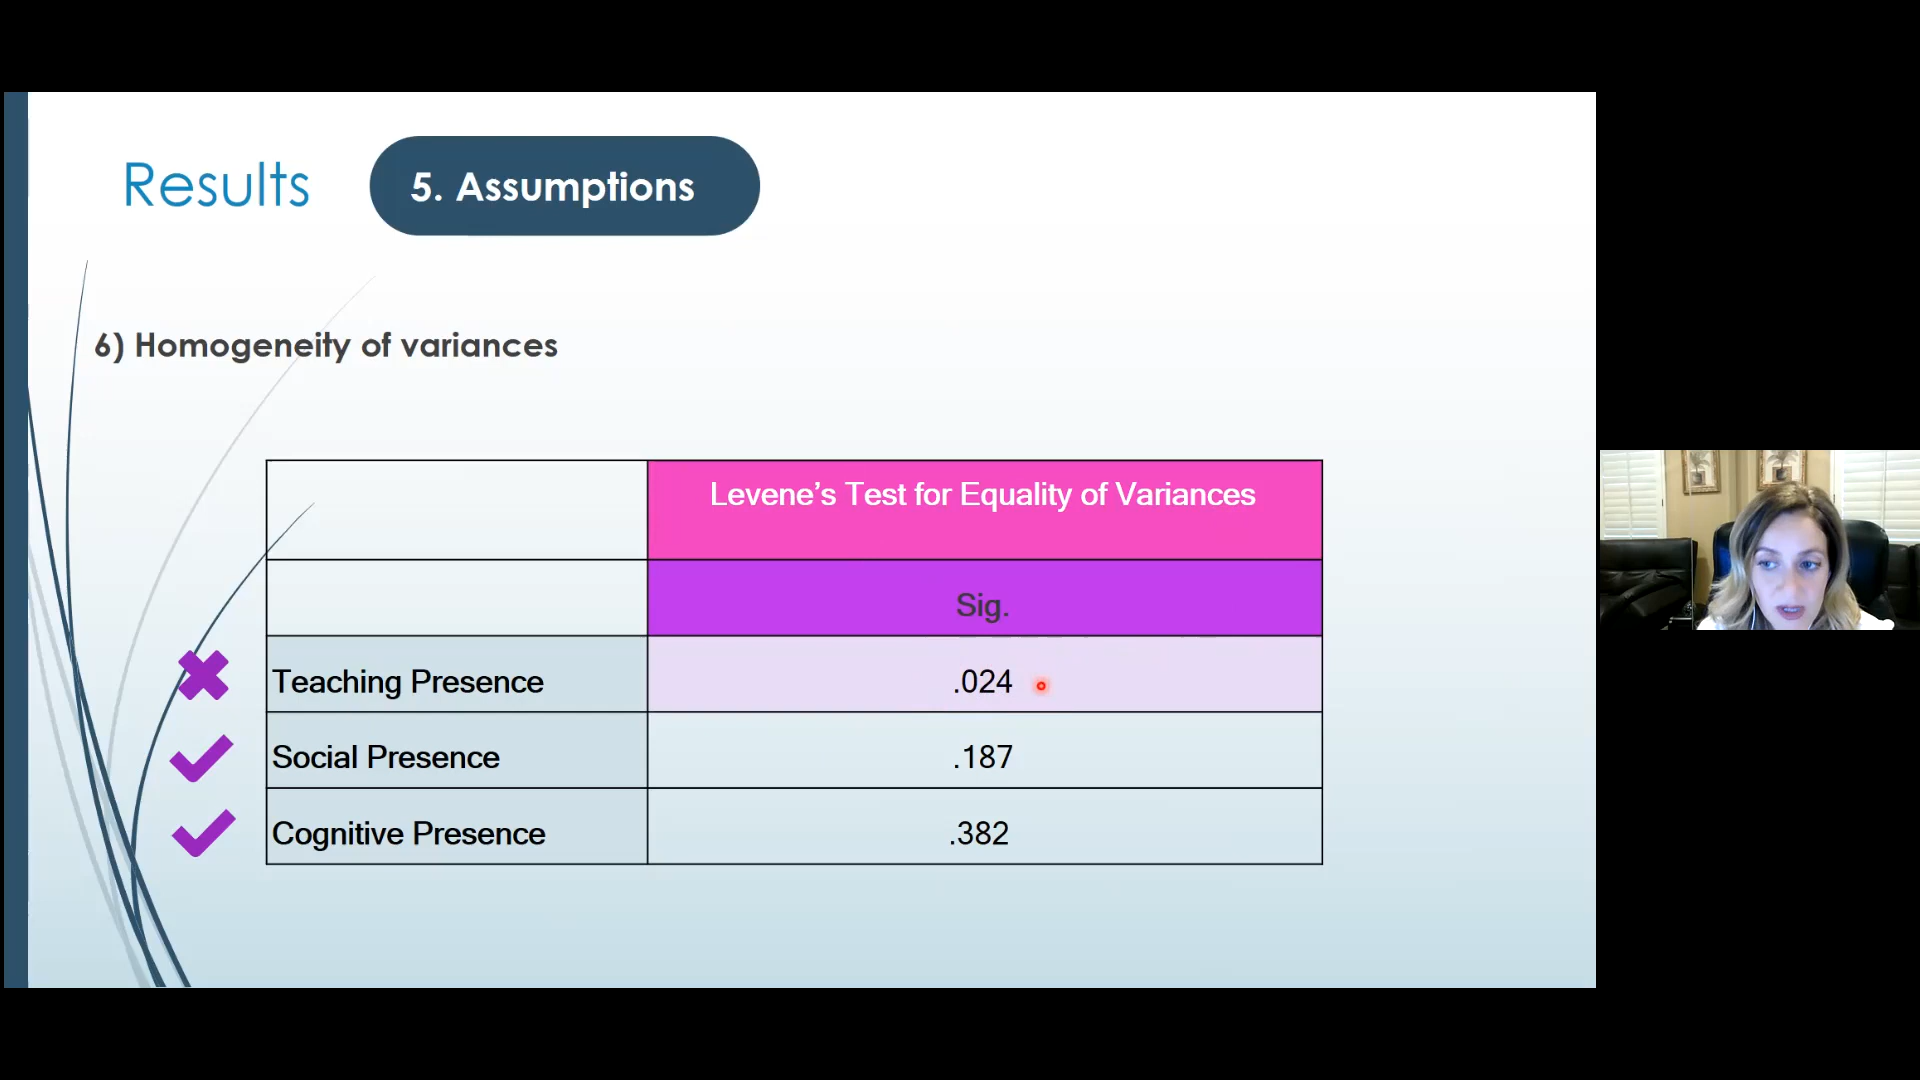 Results
5. Assumptions
6) Homogeneity of variances
Levene's Test for Equality of Variances
Sig.
Teaching Presence .024
Social Presence .187
Cognitive Presence .382